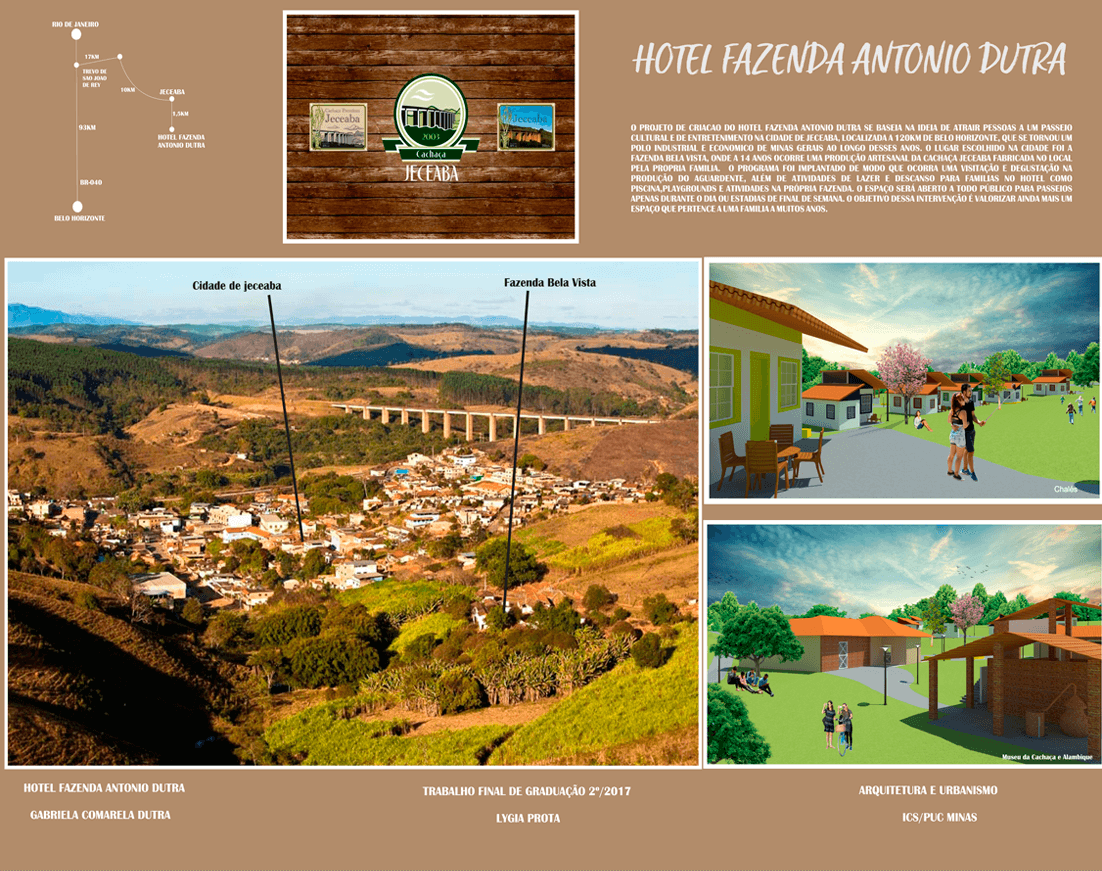 RIO DE JANEIRO
17KM
TREVO DE
SAO JOAO
DE REY
18KM
JECEABA
1,5KM
HOTEL FAZENDA
ANTONIO DUTRA
93KM
BR-040
BELO HORIZONTE
Jeceaba
2003
Cachaça
JECEABA
Jeceaba
HOTEL FAZENDA ANTONIO DUTRA
O PROJETO DE CRIACAO DO HOTEL FAZENDA ANTONIO DUTRA SE BASEIA NA IDEIA DE ATRAIR PESSOAS A UM PASSEIO
CULTURAL E DE ENTRETENIMENTO NA CIDADE DE JECEABA, LOCALIZADA A 120KM DE BELO HORIZONTE, QUE SE TORNOU UM
POLO INDUSTRIAL E ECONOMICO DE MINAS GERAIS AO LONGO DESSES ANOS. O LUGAR ESCOLHIDO NA CIDADE FOI A
FAZENDA BELA VISTA, ONDE A 14 ANOS OCORRE UMA PRODUÇÃO ARTESANAL DA CACHAÇA JECEABA FABRICADA NO LOCAL
PELA PROPRIA FAMILIA. O PROGRAMA FOI IMPLANTADO DE MODO QUE OCORRA UMA VISITAÇÃO E DEGUSTAÇÃO NA
PRODUÇÃO DO AGUARDENTE, ALÉM DE ATIVIDADES DE LAZER E DESCANSO PARA FAMILIAS NO HOTEL COMO
PISCINA,PLAYGROUNDS E ATIVIDADES NA PRÓPRIA FAZENDA. O ESPAÇO SERÁ ABERTO A TODO PÚBLICO PARA PASSEIOS
APENAS DURANTE O DIA OU ESTADIAS DE FINAL DE SEMANA. O OBJETIVO DESSA INTERVENÇÃO É VALORIZAR AINDA MAIS UM
ESPAÇO QUE PERTENCE A UMA FAMILIA A MUITOS ANOS.
Cidade de jeceaba
Fazenda Bela Vista
Chalés
Museu da Cachaça e Alambique
HOTEL FAZENDA ANTONIO DUTRA
GABRIELA COMARELA DUTRA
TRABALHO FINAL DE GRADUAÇÃO 2º/2017
LYGIA PROTA
ARQUITETURA E URBANISMO
ICS/PUC MINAS